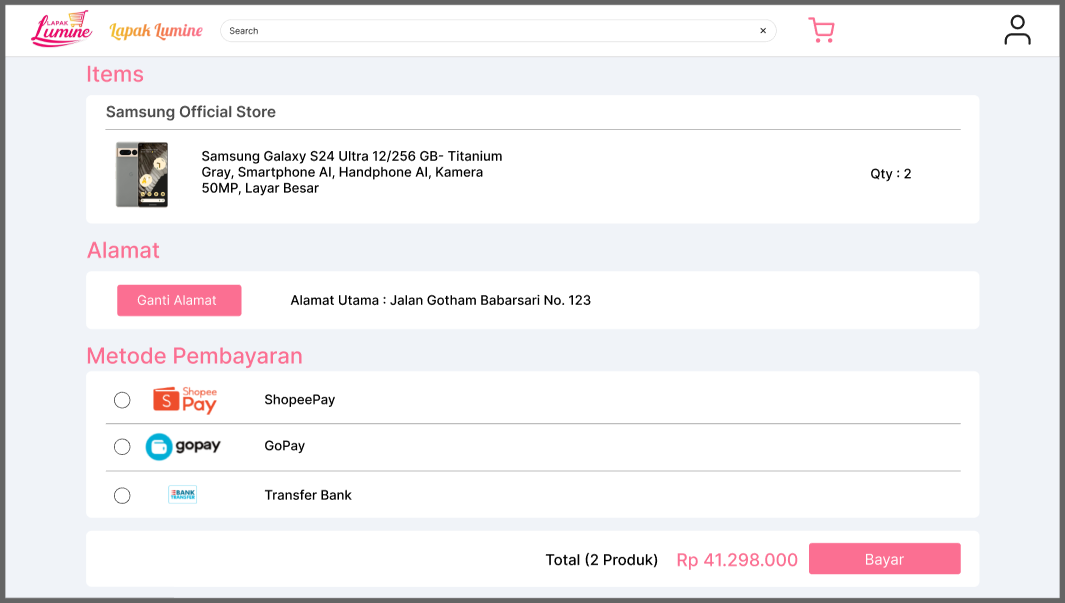 LAPAK
Lumine
Lapak Lumine
Search
×
Items
Samsung Official Store
Samsung Galaxy S24 Ultra 12/256 GB- Titanium
Gray, Smartphone AI, Handphone AI, Kamera
50MP, Layar Besar
Qty : 2
Alamat
Ganti Alamat
Alamat Utama : Jalan Gotham Babarsari No. 123
Metode Pembayaran
Shopee
Pay
ShopeePay
gopay
GoPay
BANK
TRANSFER
Transfer Bank
Total (2 Produk)
Rp 41.298.000
Bayar